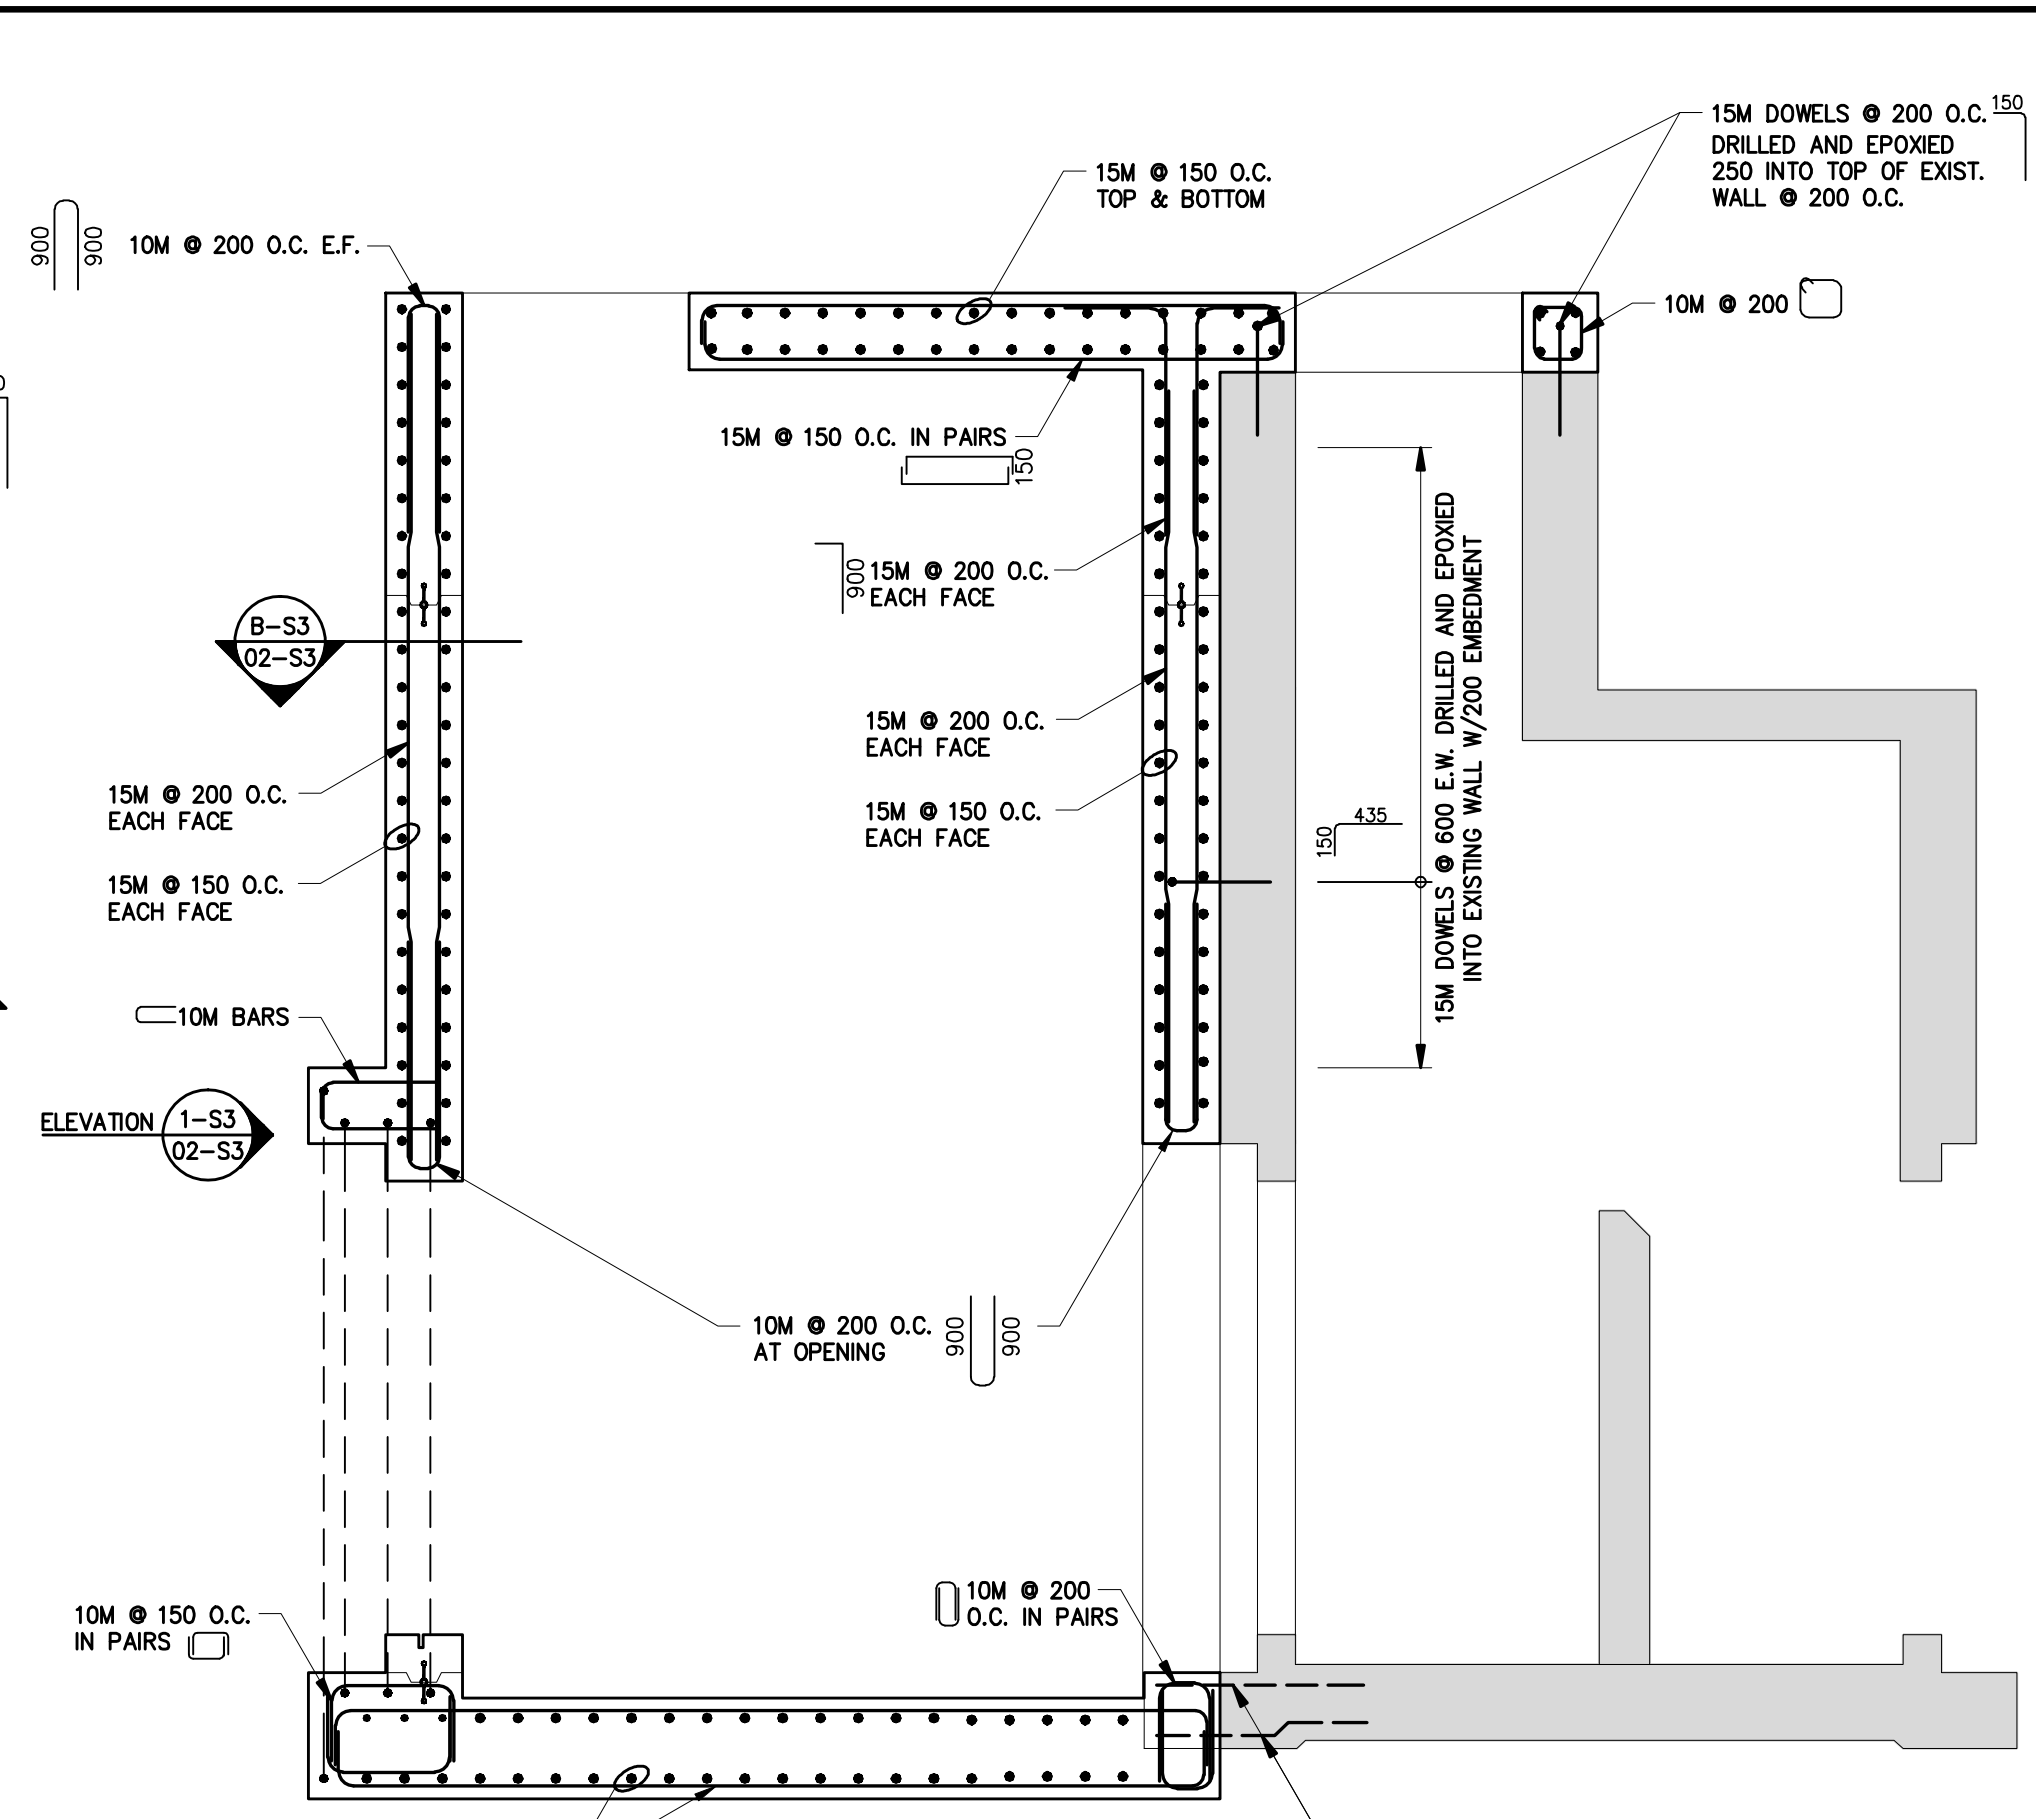 15M DOWELS @ 200 O.C.
150
DRILLED AND EPOXIED
250 INTO TOP OF EXIST.
WALL @ 200 O.C.
15M @ 150 O.C.
TOP & BOTTOM
900
900
10M @ 200 O.C. E.F.
10M @ 200
15M @ 150 O.C. IN PAIRS
150
900
15M @ 200 O.C.
EACH FACE
B-S3
02-S3
15M @ 200 O.C.
EACH FACE
15M @ 200 O.C.
EACH FACE
15M @ 150 O.C.
EACH FACE
15M @ 150 O.C.
EACH FACE
435
150
15M DOWELS @ 600 E.W. DRILLED AND EPOXIED
INTO EXISTING WALL W/200 EMBEDMENT
10M BARS
ELEVATION
1-S3
02-S3
10M @ 200 O.C.
AT OPENING
900
900
10M @ 200
O.C. IN PAIRS
10M @ 150 O.C.
IN PAIRS